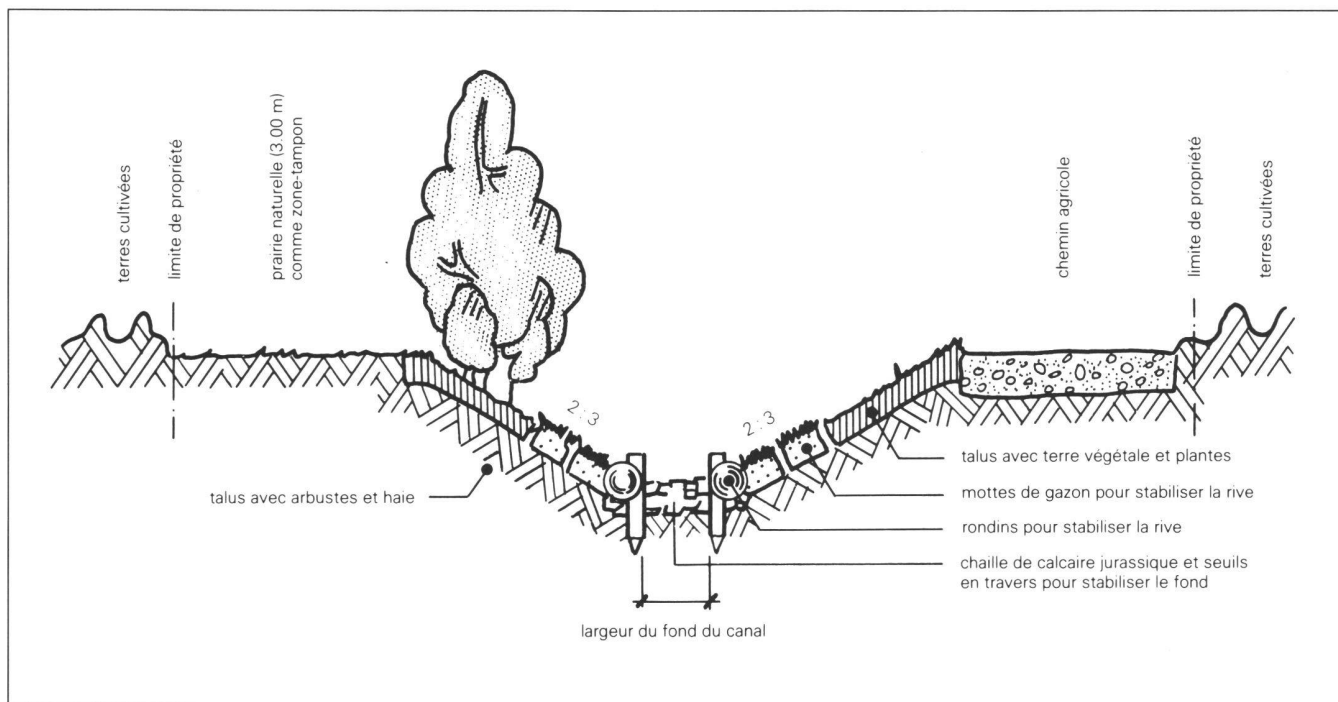 terres cultivées
limite de propriété
prairie naturelle (3.00 m)
comme zone-tampon
chemin agricole
limite de propriété
terres cultivées
2:3
2:3
talus avec arbustes et haie
talus avec terre végétale et plantes
mottes de gazon pour stabiliser la rive
rondins pour stabiliser la rive
chaille de calcaire jurassique et seuils
en travers pour stabiliser le fond
largeur du fond du canal